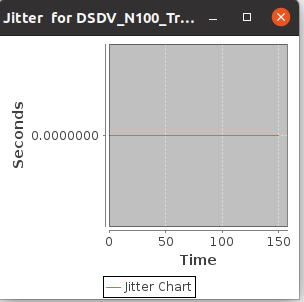 Jitter for DSDV_N100_Tr...
Seconds
0.0000000
0 50 100 150
Time
Jitter Chart